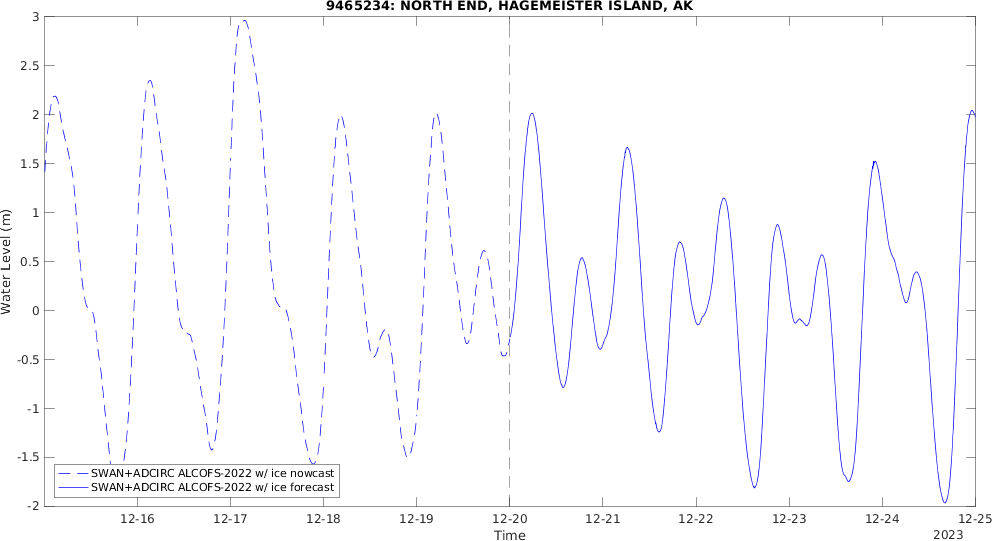 9465234: NORTH END, HAGEMEISTER ISLAND, AK
3
2.5
2
1.5
1
0.5
0
-0.5
-1
-1.5
-2
Water Level (m)
SWAN+ADCIRC ALCOFS-2022 w/ ice nowcast
SWAN+ADCIRC ALCOFS-2022 w/ ice forecast
12-16 12-17 12-18 12-19 12-20 12-21 12-22 12-23 12-24 12-25
Time
2023